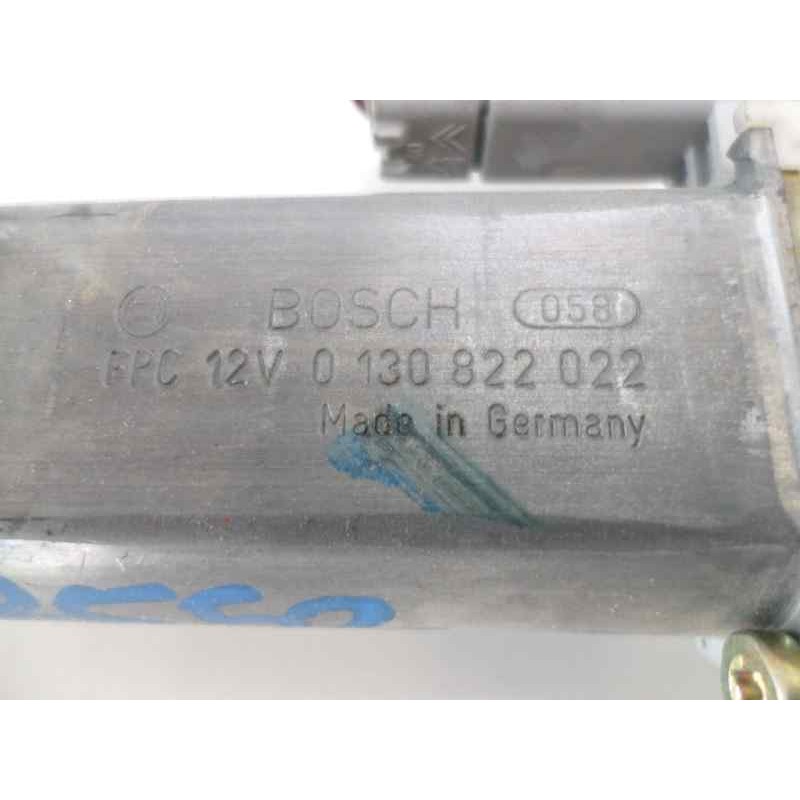 BOSCH 058
FPC 12V 0 130 822 022
Made in Germany